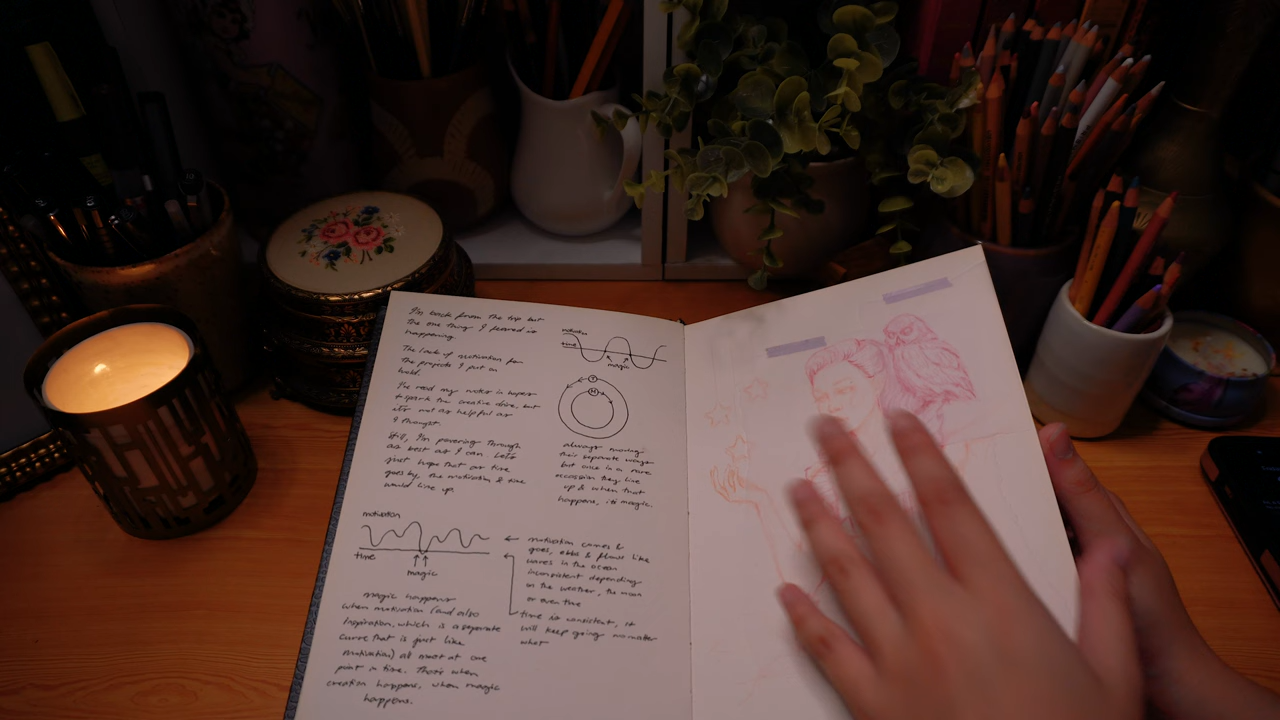 I'm back from the trip but
the one thing I feared is
happening.
The lack of motivation for
the projects I put on
hold.
I've read my notes in hopes
to spark the creative drive, but
it's not as helpful as
I thought.
Still, I'm powering through
as best as I can. Let's
just hope that as time
goes by, the motivation & time
would line up.
motivation
time
magic
T
M
always moving
their separate ways
but once in a rare
occassion they line
up & when that
happens, it's magic.
motivation
time
magic
magic happens
when motivation (and also
inspiration, which is a separate
curve that is just like
motivation) all meet at one
point in time. That's when
creation happens, when magic
happens.
motivation comes &
goes, ebbs & flows like
waves in the ocean
inconsistent depending
on the weather, the moon
or even time
time is consistent, it
will keep going no matter
what